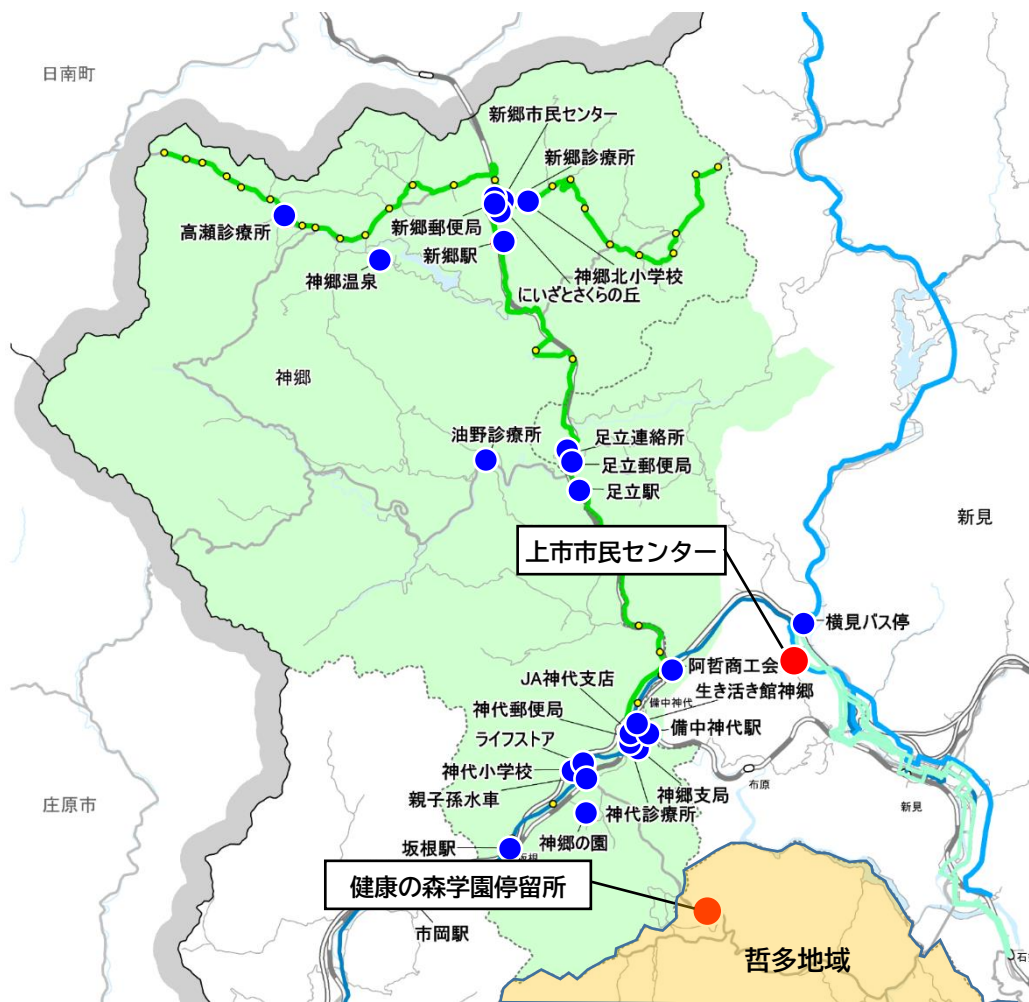 日南町
新郷市民センター
新郷診療所
高瀬診療所
新郷郵便局
新郷駅
神郷温泉
神郷北小学校
にいざとさくらの丘
神郷
油野診療所
足立連絡所
足立郵便局
足立駅
新見
上市市民センター
横見バス停
阿哲商工会
JA神代支店
生き活き館神郷
備中神代
神代郵便局
備中神代駅
ライフストア
神代小学校
神郷支局
布原
親子孫水車
神代診療所
新見
庄原市
神郷の園
坂根駅
坂根
健康の森学園停留所
市岡駅
哲多地域